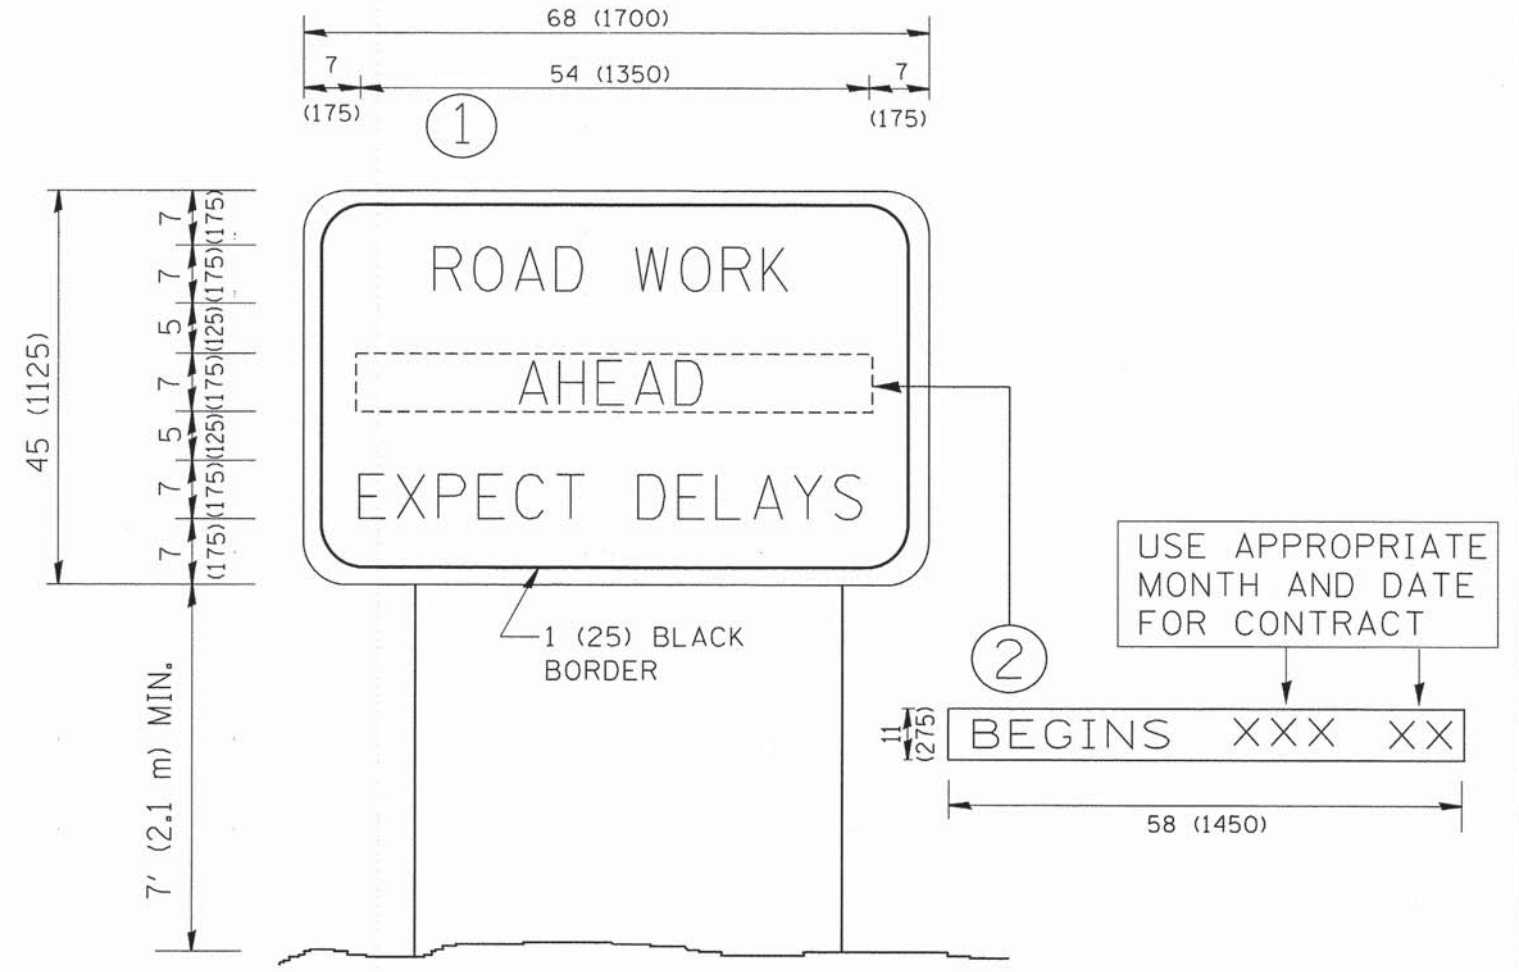 68 (1700)
7
54 (1350)
7
(175)
(175)
1
45 (1125)
7
(175)
7
(175)
5
(125)
7
(175)
5
(125)
7
(175)
7
(175)
ROAD WORK
AHEAD
EXPECT DELAYS
1 (25) BLACK
BORDER
7' (2.1 m) MIN.
2
USE APPROPRIATE
MONTH AND DATE
FOR CONTRACT
11
(275)
BEGINS XXX XX
58 (1450)